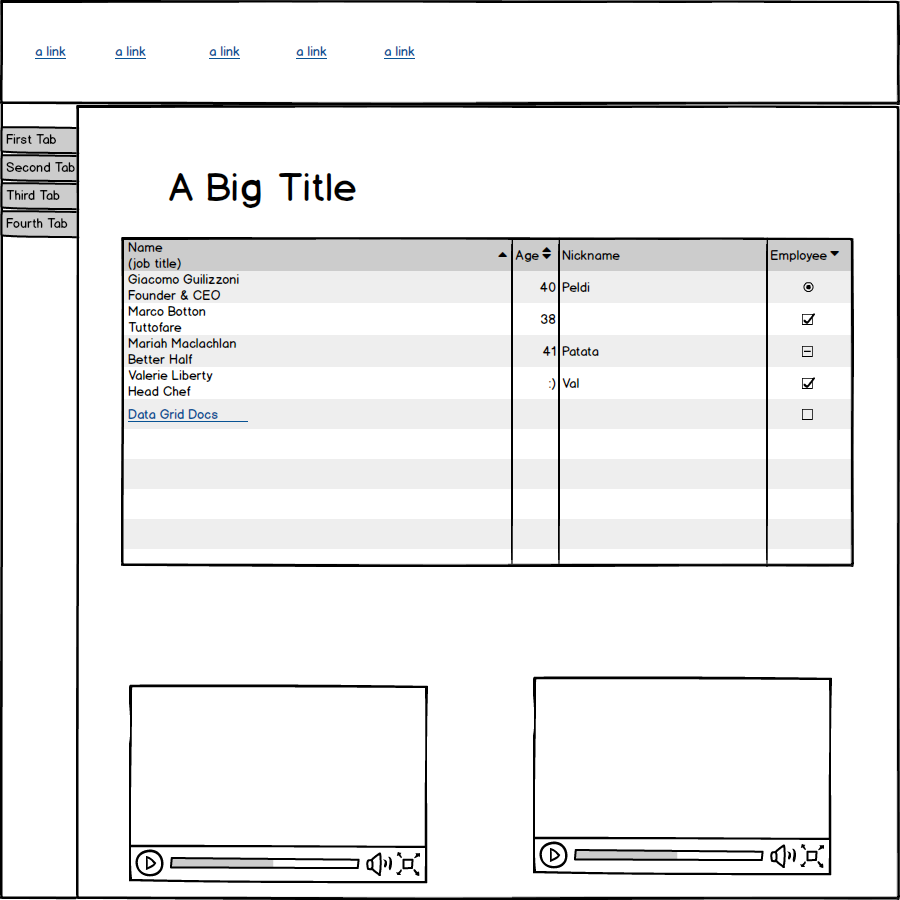 a link a link a link a link a link
First Tab
Second Tab
Third Tab
Fourth Tab
A Big Title
Name
(job title)
Age
Nickname
Employee
Giacomo Guilizzoni
Founder & CEO
40
Peldi
Marco Botton
Tuttofare
38
Mariah Maclachlan
Better Half
41
Patata
Valerie Liberty
Head Chef
:)
Val
Data Grid Docs